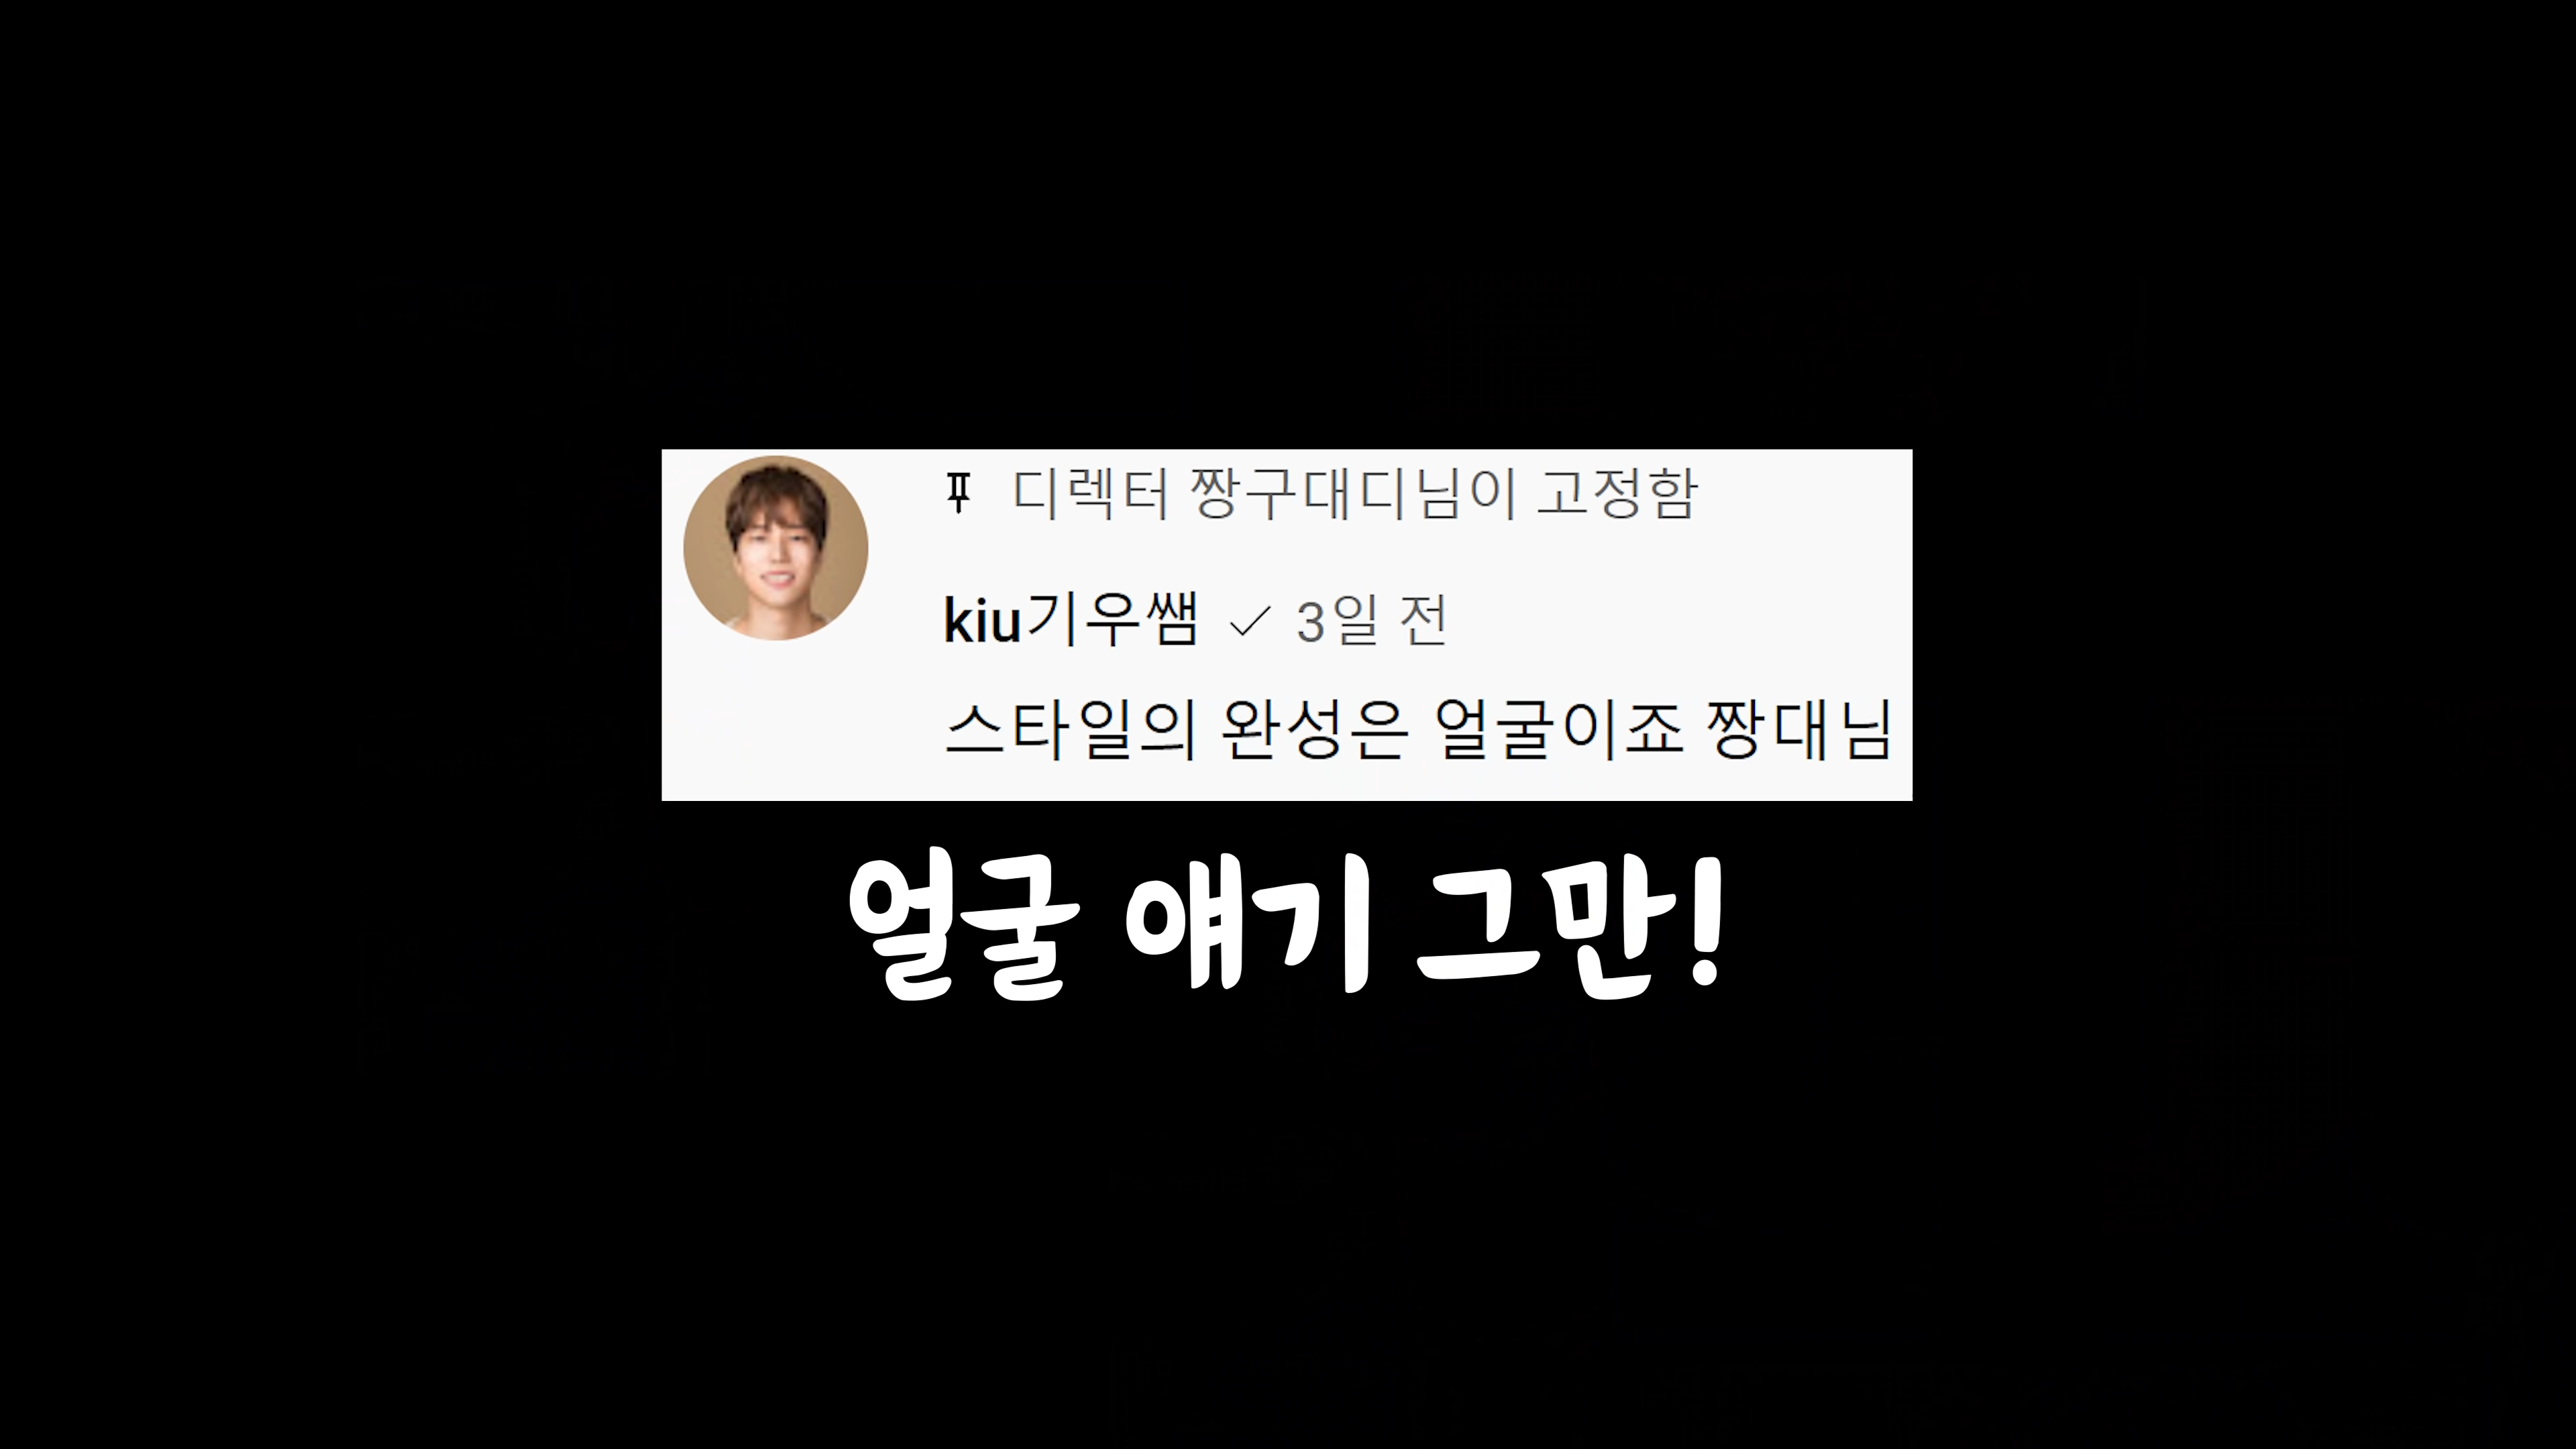 디렉터 짱구대디님이 고정함
kiu기우쌤 ✓ 3일 전
스타일의 완성은 얼굴이죠 짱대님
얼굴 얘기 그만!